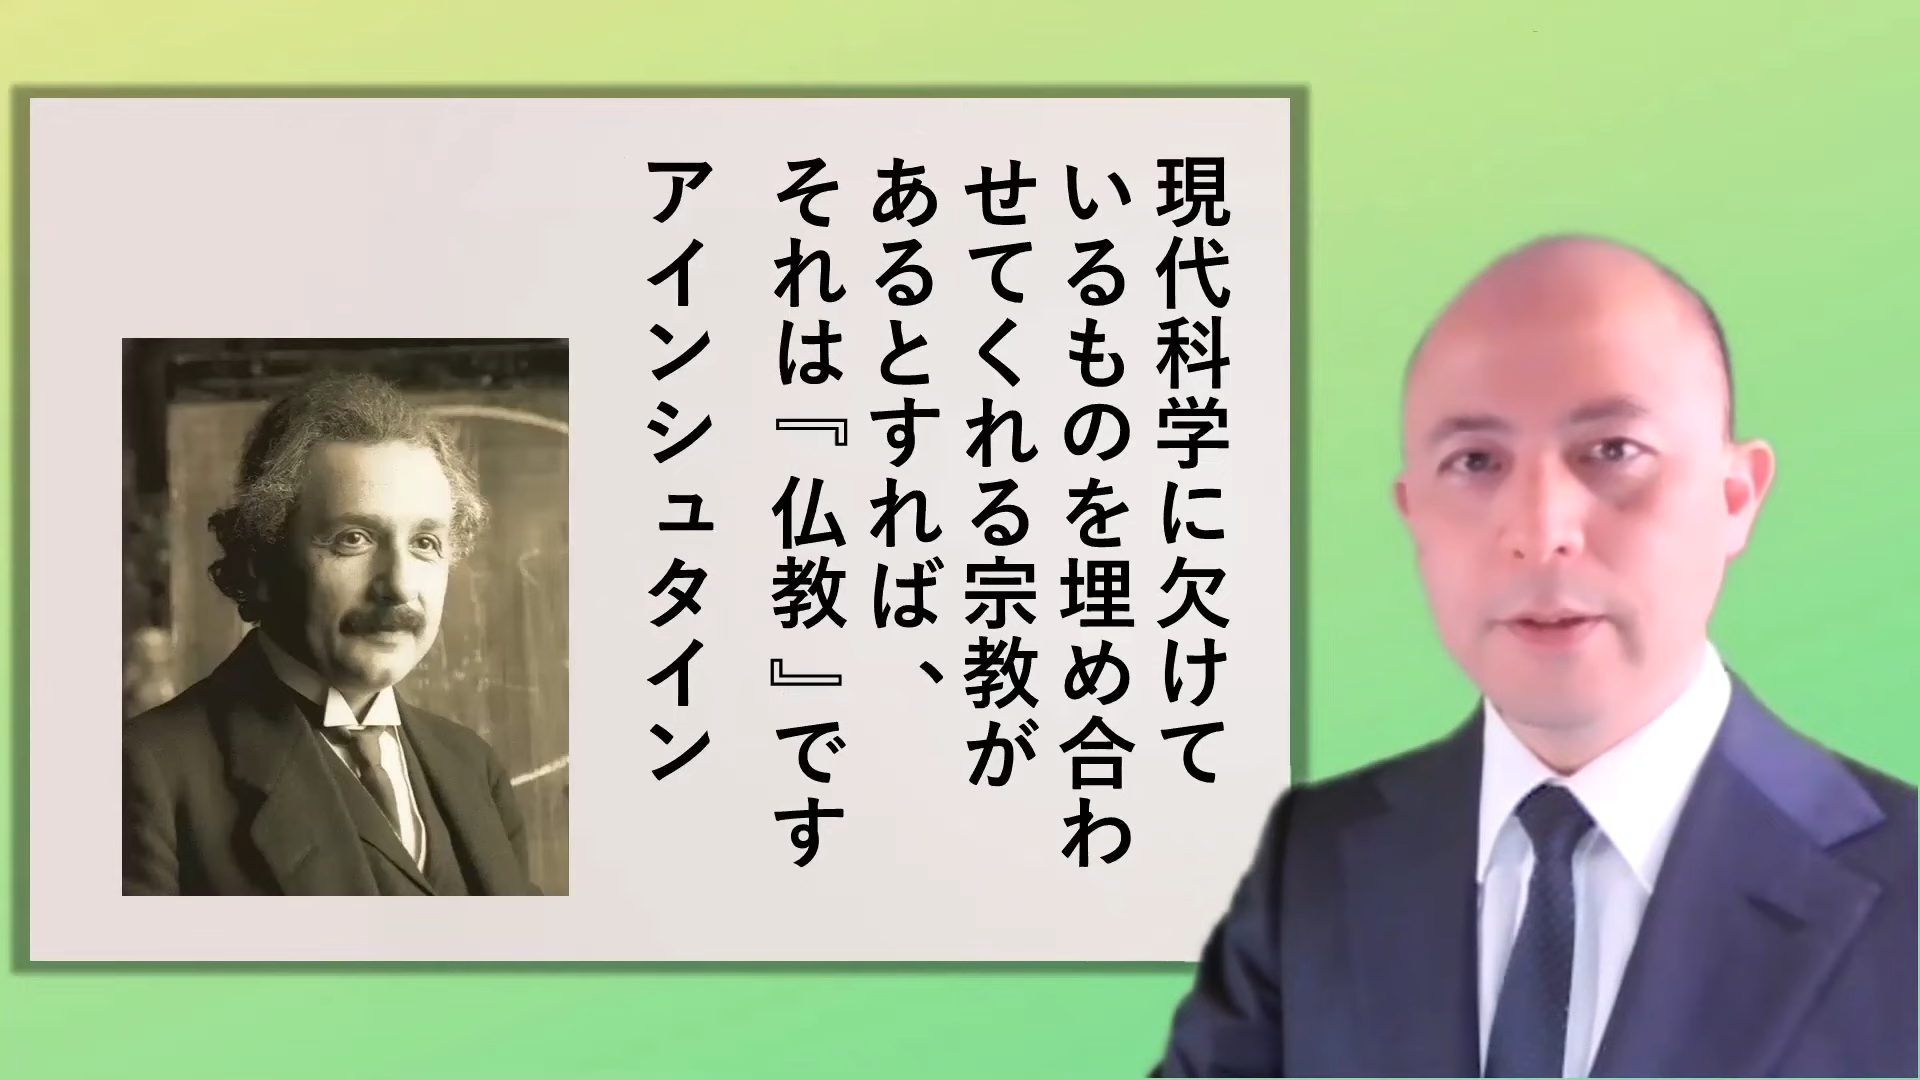 現代科学に欠けて
いるものを埋め合わ
せてくれる宗教が
あるとすれば、
それは『仏教』です
アインシュタイン